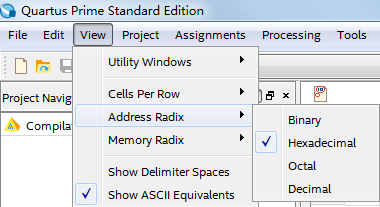 Quartus Prime Standard Edition
File Edit View Project Assignments Processing Tools
Utility Windows
Project Navig
Cells Per Row
Compilat
Address Radix
Binary
Memory Radix
Hexadecimal
Octal
Show Delimiter Spaces
Decimal
Show ASCII Equivalents